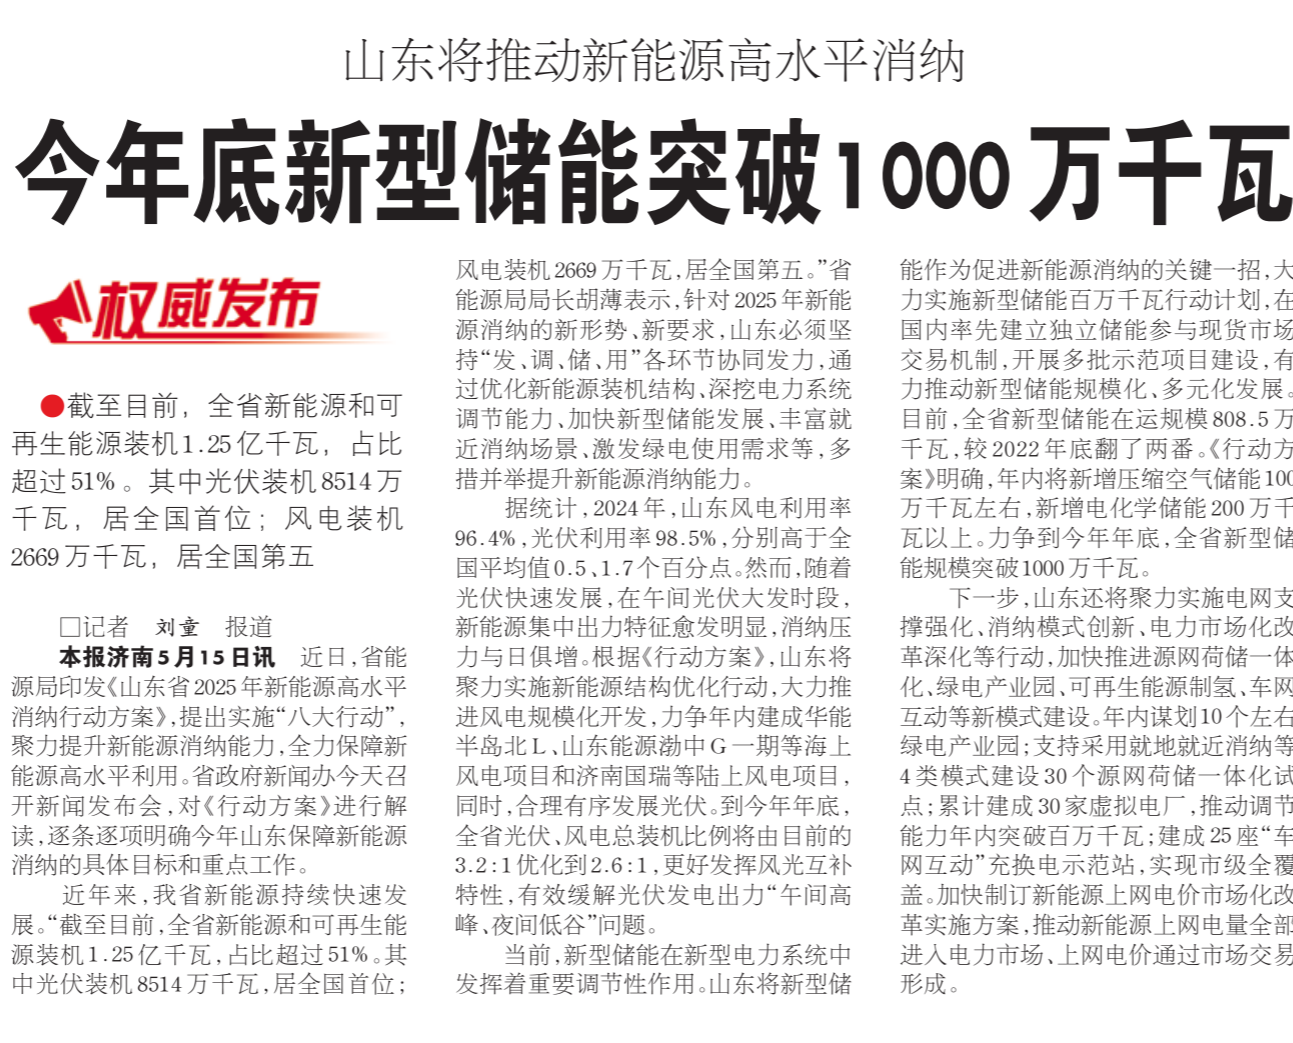 山东将推动新能源高水平消纳
今年底新型储能突破1000万千瓦
权威发布
●截至目前，全省新能源和可
再生能源装机1.25亿千瓦，占比
超过51%。其中光伏装机8514万
千瓦，居全国首位；风电装机
2669万千瓦，居全国第五
□记者 刘童 报道
本报济南5月15日讯 近日,省能
源局印发《山东省2025年新能源高水平
消纳行动方案》,提出实施“八大行动”,
聚力提升新能源消纳能力,全力保障新
能源高水平利用。省政府新闻办今天召
开新闻发布会,对《行动方案》进行解
读,逐条逐项明确今年山东保障新能源
消纳的具体目标和重点工作。
近年来,我省新能源持续快速发
展。“截至目前,全省新能源和可再生能
源装机1.25亿千瓦,占比超过51%。其
中光伏装机8514万千瓦,居全国首位;
风电装机2669万千瓦,居全国第五。”省
能源局局长胡薄表示,针对2025年新能
源消纳的新形势、新要求,山东必须坚
持“发、调、储、用”各环节协同发力,通
过优化新能源装机结构、深挖电力系统
调节能力、加快新型储能发展、丰富就
近消纳场景、激发绿电使用需求等,多
措并举提升新能源消纳能力。
据统计,2024年,山东风电利用率
96.4%,光伏利用率98.5%,分别高于全
国平均值0.5、1.7个百分点。然而,随着
光伏快速发展,在午间光伏大发时段,
新能源集中出力特征愈发明显,消纳压
力与日俱增。根据《行动方案》,山东将
聚力实施新能源结构优化行动,大力推
进风电规模化开发,力争年内建成华能
半岛北L、山东能源渤中G一期等海上
风电项目和济南国瑞等陆上风电项目,
同时,合理有序发展光伏。到今年年底,
全省光伏、风电总装机比例将由目前的
3.2:1优化到2.6:1,更好发挥风光互补
特性,有效缓解光伏发电出力“午间高
峰、夜间低谷”问题。
当前,新型储能在新型电力系统中
发挥着重要调节性作用。山东将新型储
能作为促进新能源消纳的关键一招,大
力实施新型储能百万千瓦行动计划,在
国内率先建立独立储能参与现货市场
交易机制,开展多批示范项目建设,有
力推动新型储能规模化、多元化发展。
目前,全省新型储能在运规模808.5万
千瓦,较2022年底翻了两番。《行动方
案》明确,年内将新增压缩空气储能100
万千瓦左右,新增电化学储能200万千
瓦以上。力争到今年年底,全省新型储
能规模突破1000万千瓦。
下一步,山东还将聚力实施电网支
撑强化、消纳模式创新、电力市场化改
革深化等行动,加快推进源网荷储一体
化、绿电产业园、可再生能源制氢、车网
互动等新模式建设。年内谋划10个左右
绿电产业园;支持采用就地就近消纳等
4类模式建设30个源网荷储一体化试
点;累计建成30家虚拟电厂,推动调节
能力年内突破百万千瓦;建成25座“车
网互动”充换电示范站,实现市级全覆
盖。加快制订新能源上网电价市场化改
革实施方案,推动新能源上网电量全部
进入电力市场、上网电价通过市场交易
形成。